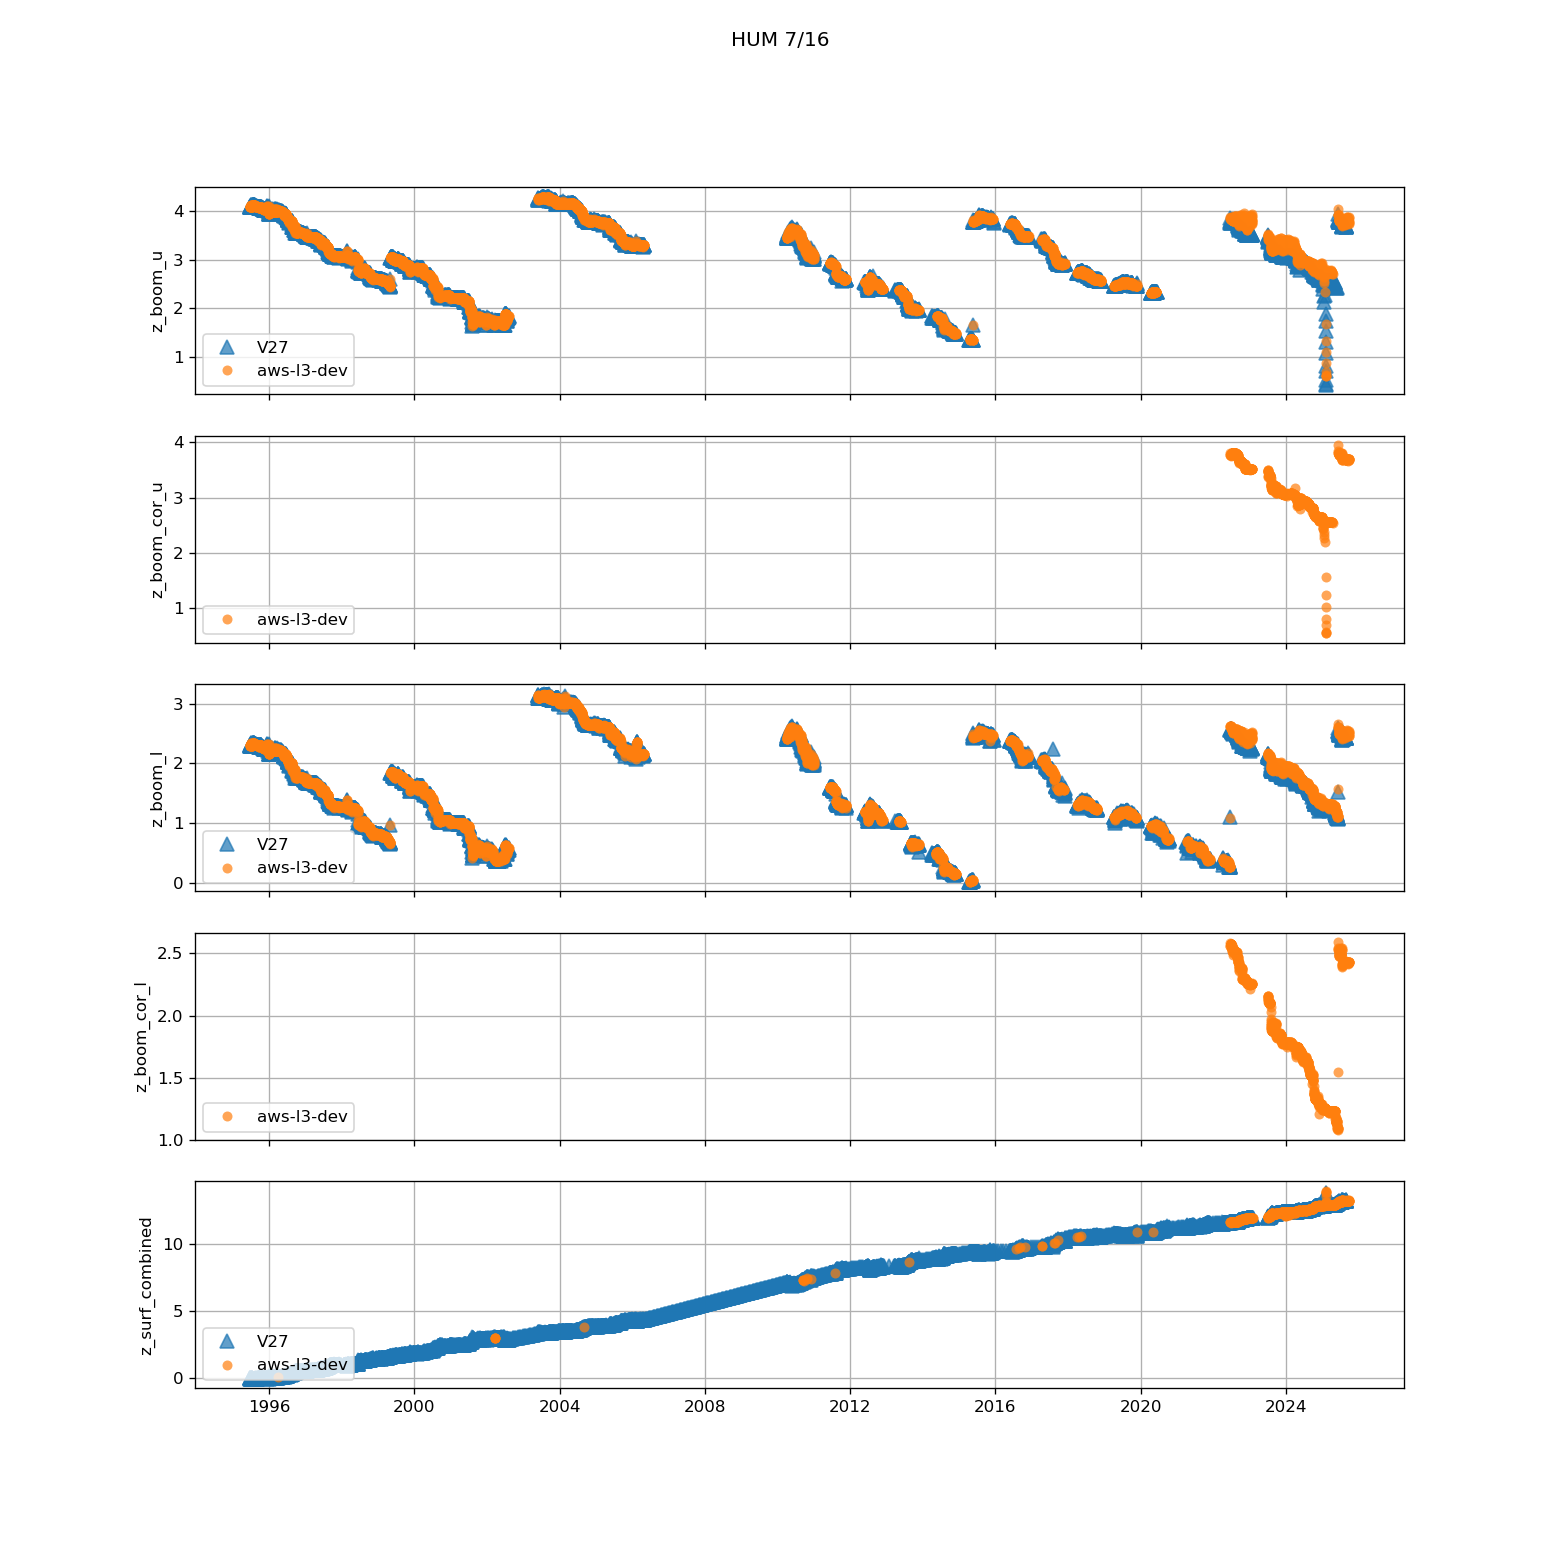 HUM 7/16
z_boom_u
4
3
2
1
V27
aws-l3-dev
z_boom_cor_u
4
3
2
1
aws-l3-dev
z_boom_l
3
2
1
0
V27
aws-l3-dev
z_boom_cor_l
2.5
2.0
1.5
1.0
aws-l3-dev
z_surf_combined
10
5
0
V27
aws-l3-dev
1996 2000 2004 2008 2012 2016 2020 2024